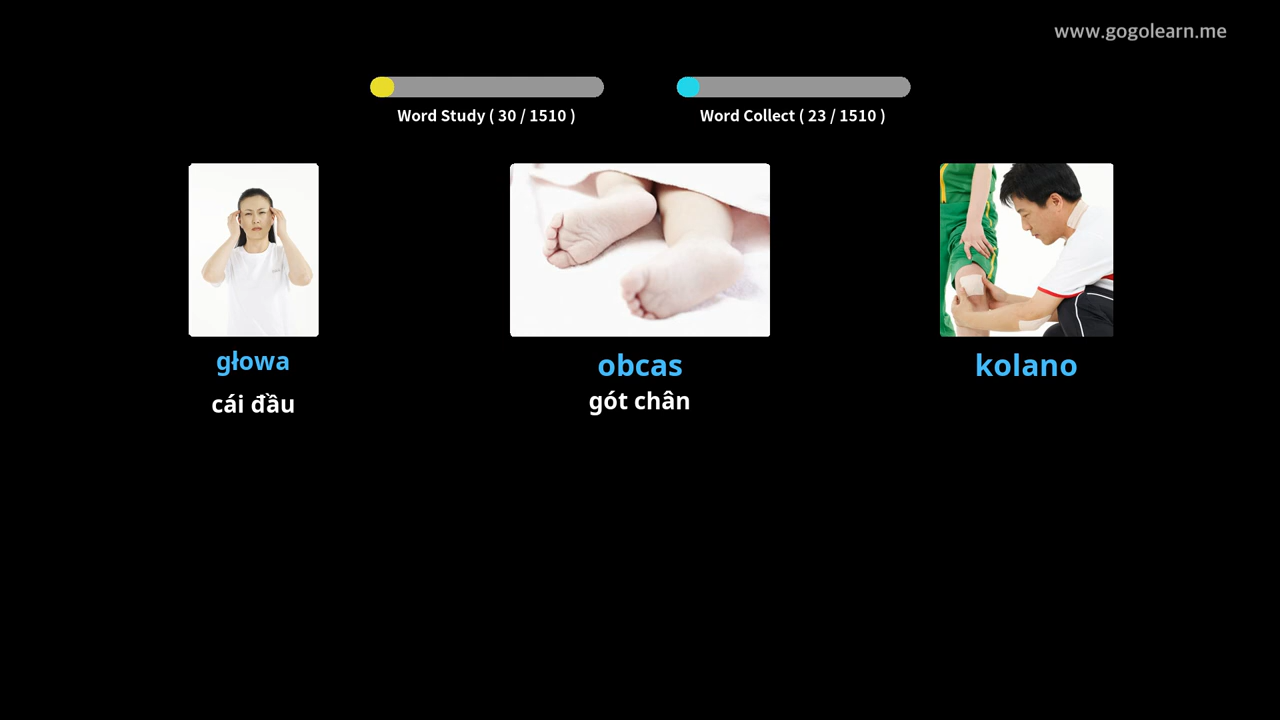 www.gogolearn.me
Word Study ( 30 / 1510 )
Word Collect ( 23 / 1510 )
głowa
cái đầu
obcas
gót chân
kolano